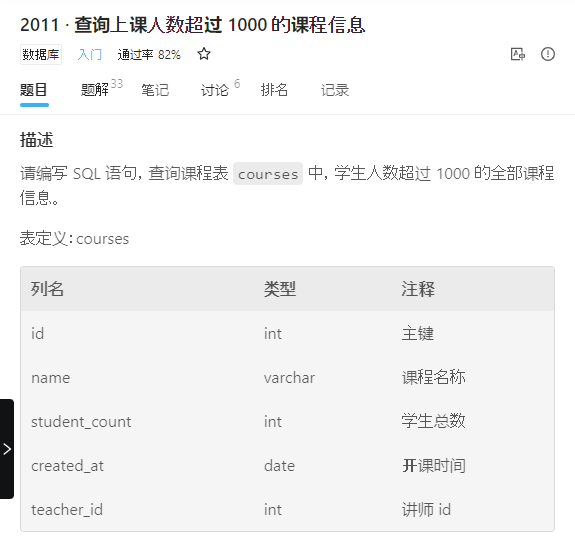 2011 · 查询上课人数超过 1000 的课程信息
数据库 入门 通过率 82%
题目 题解 33 笔记 讨论 6 排名 记录
描述
请编写 SQL 语句, 查询课程表 courses 中, 学生人数超过 1000 的全部课程
信息。
表定义: courses
列名 类型 注释
id int 主键
name varchar 课程名称
student_count int 学生总数
created_at date 开课时间
teacher_id int 讲师 id